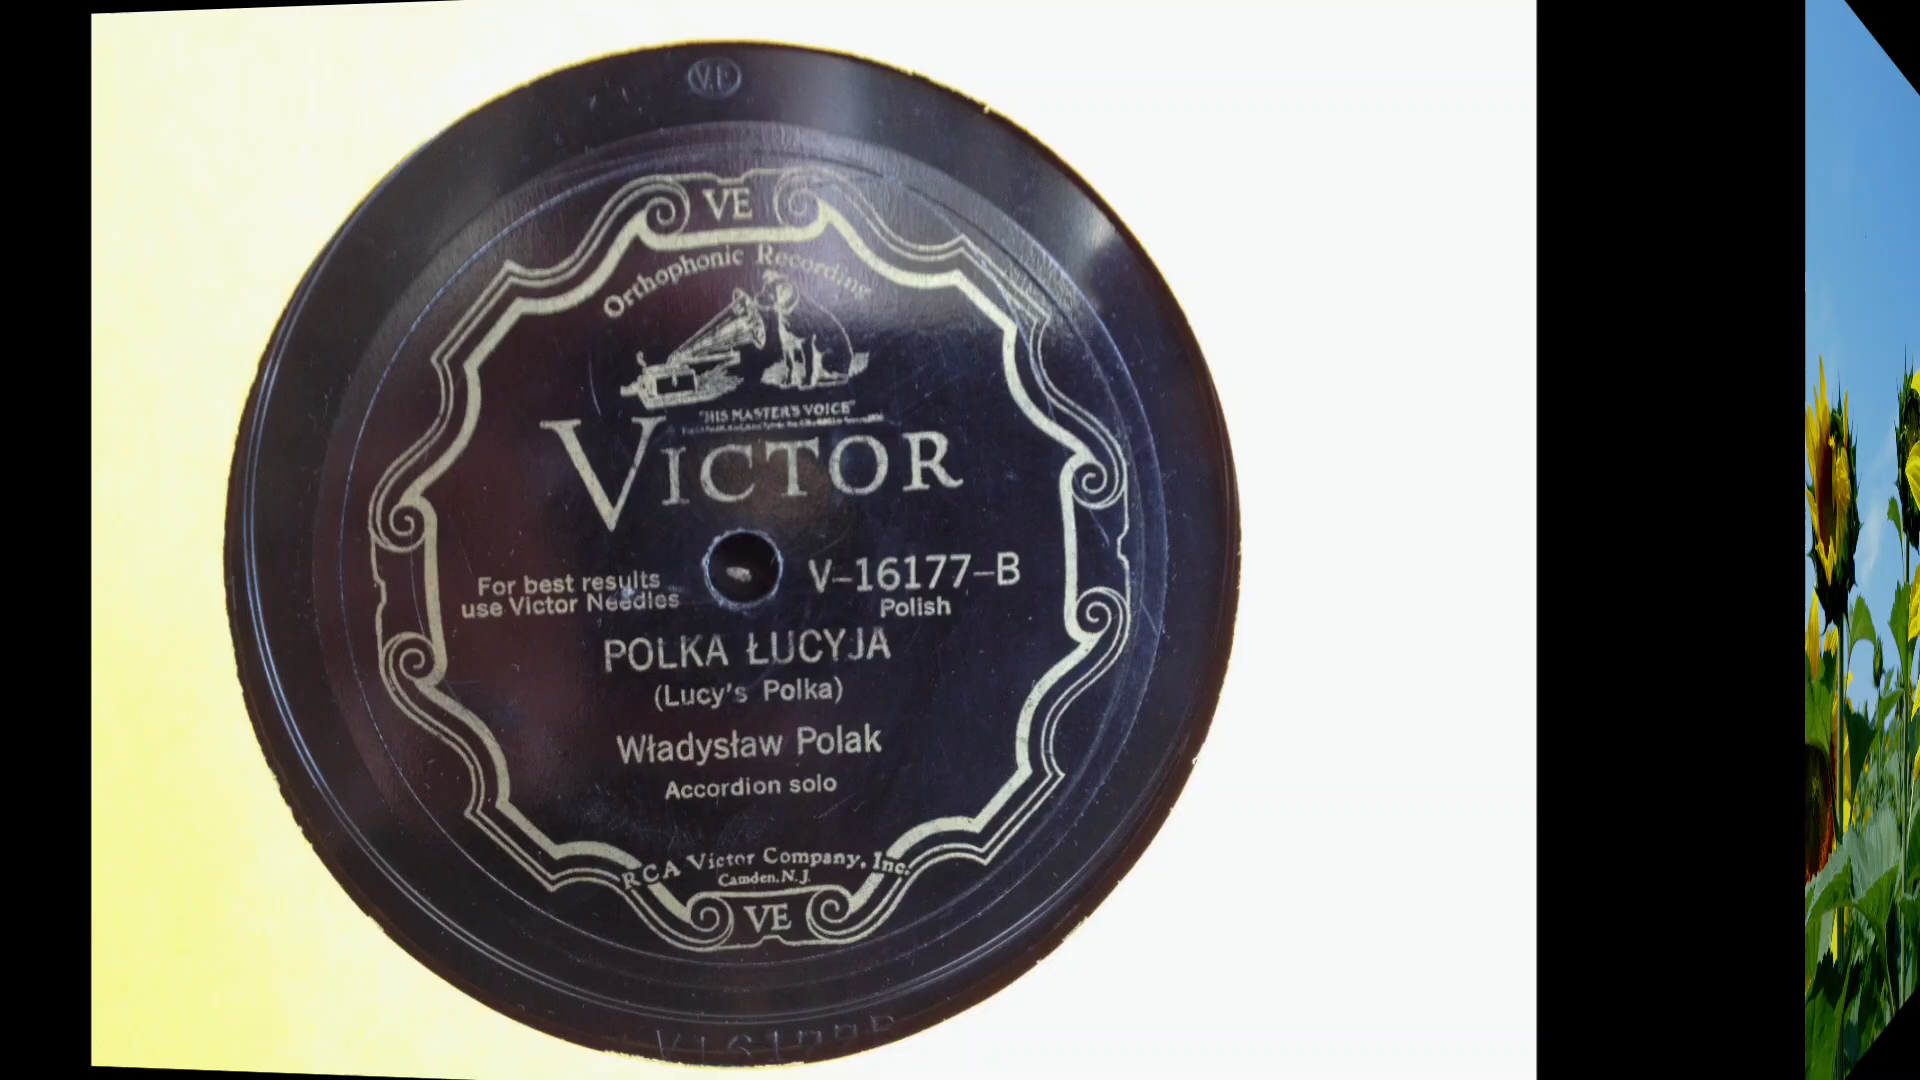 VE
VE
Orthophonic Recording
"HIS MASTER'S VOICE"
VICTOR
For best results
use Victor Needles
V–16177–B
Polish
POLKA ŁUCYJA
(Lucy's Polka)
Władysław Polak
Accordion solo
RCA Victor Company, Inc.
Camden, N.J.
VE